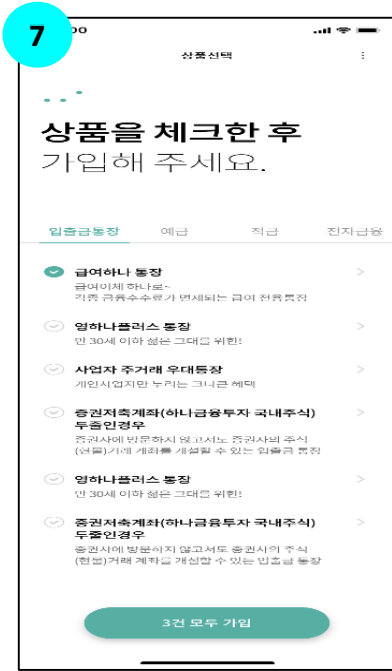 7
00
상품선택
상품을 체크한 후
가입해 주세요.
입출금통장 예금 적금 전자금융
급여하나 통장
급여이체 하나로~
각종 금융수수료가 면제되는 급여 전용통장
영하나플러스 통장
만 30세 이하 젊은 그대를 위한!
사업자 주거래 우대통장
개인사업자만 누리는 크나큰 혜택
증권저축계좌(하나금융투자 국내주식)
두줄인경우
증권사에 방문하지 않고서도 증권사의 주식
(현물)거래 계좌를 개설할 수 있는 입출금 통장
영하나플러스 통장
만 30세 이하 젊은 그대를 위한!
증권저축계좌(하나금융투자 국내주식)
두줄인경우
증권사에 방문하지 않고서도 증권사의 주식
(현물)거래 계좌를 개설할 수 있는 입출금 통장
3건 모두 가입